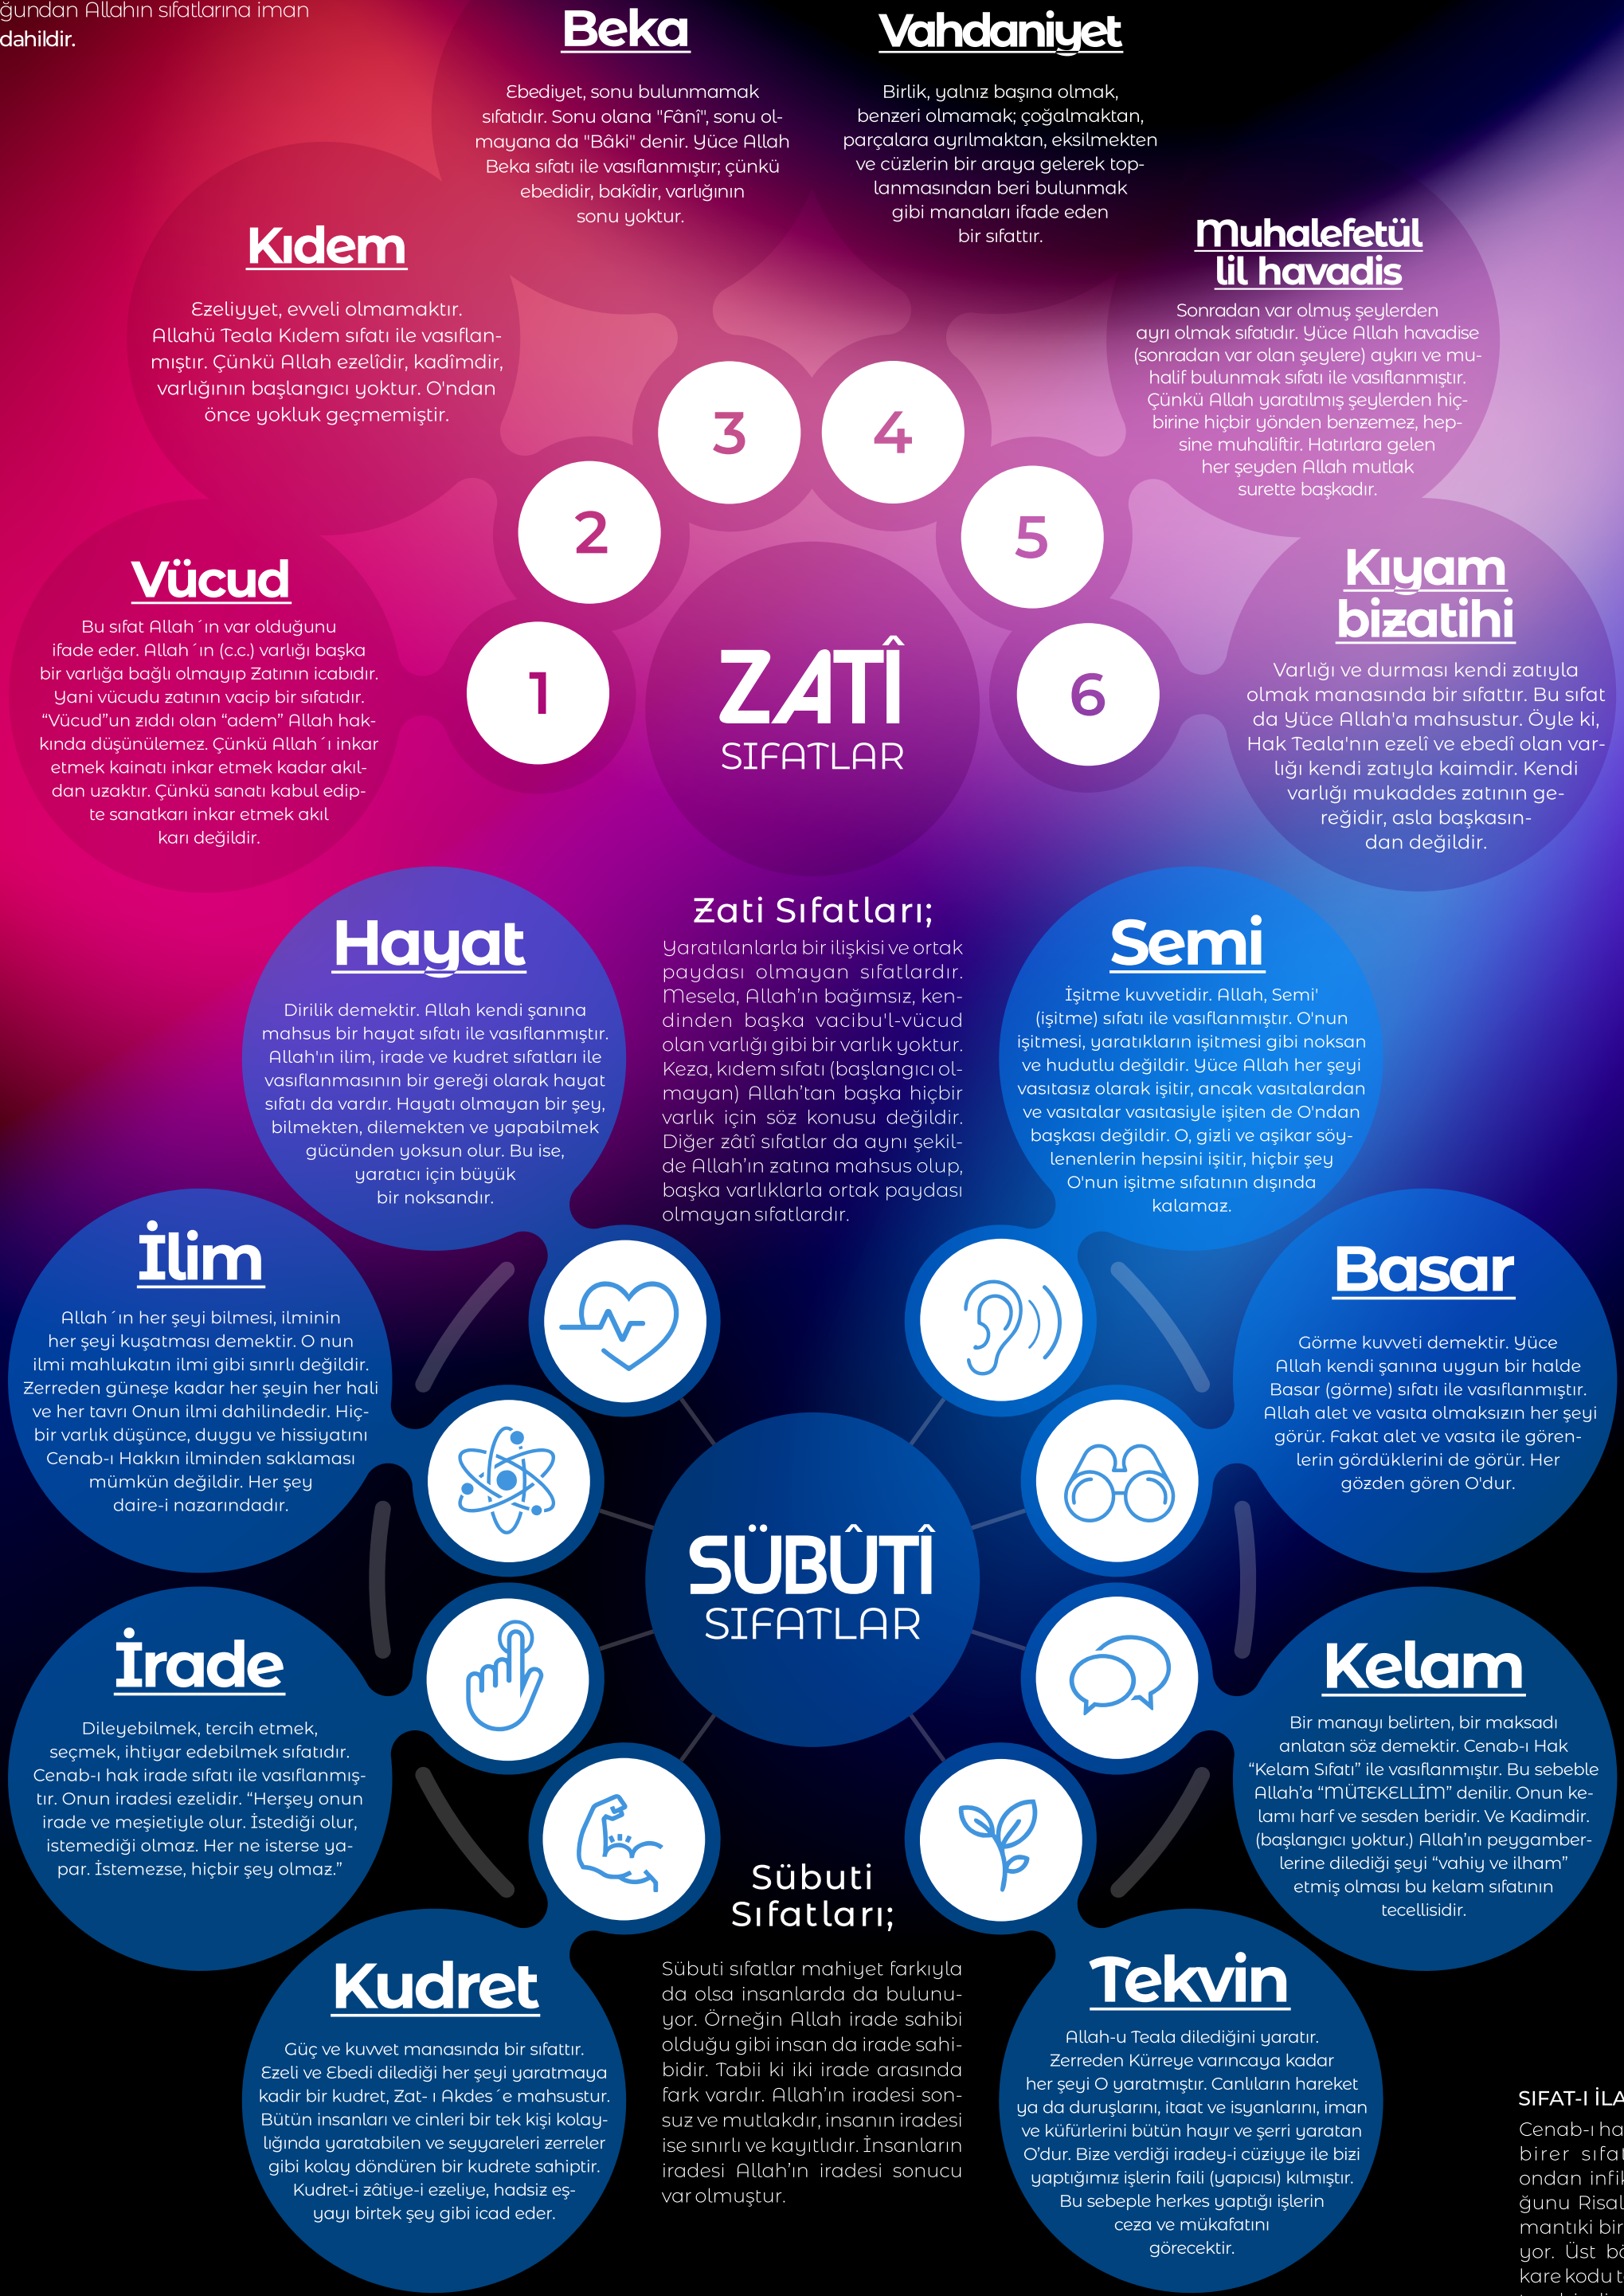 ğundan Allahın sıfatlarına iman
dahildir.
Beka
Ebediyet, sonu bulunmamak
sıfatıdır. Sonu olana "Fânî", sonu ol-
mayana da "Bâki" denir. Yüce Allah
Beka sıfatı ile vasıflanmıştır; çünkü
ebedidir, bakîdir, varlığının
sonu yoktur.
Vahdaniyet
Birlik, yalnız başına olmak,
benzeri olmamak; çoğalmaktan,
parçalara ayrılmaktan, eksilmekten
ve cüzlerin bir araya gelerek top-
lanmasından beri bulunmak
gibi manaları ifade eden
bir sıfattır.
Kıdem
Ezeliyyet, evveli olmamaktır.
Allahü Teala Kıdem sıfatı ile vasıflan-
mıştır. Çünkü Allah ezelîdir, kadîmdir,
varlığının başlangıcı yoktur. O'ndan
önce yokluk geçmemiştir.
Muhalefetül
lil havadis
Sonradan var olmuş şeylerden
ayrı olmak sıfatıdır. Yüce Allah havadise
(sonradan var olan şeylere) aykırı ve mu-
halif bulunmak sıfatı ile vasıflanmıştır.
Çünkü Allah yaratılmış şeylerden hiç-
birine hiçbir yönden benzemez, hep-
sine muhaliftir. Hatırlara gelen
her şeyden Allah mutlak
surette başkadır.
Vücud
Bu sıfat Allah´ın var olduğunu
ifade eder. Allah´ın (c.c.) varlığı başka
bir varlığa bağlı olmayıp Zatının icabıdır.
Yani vücudu zatının vacip bir sıfatıdır.
“Vücud”un zıddı olan “adem” Allah hak-
kında düşünülemez. Çünkü Allah´ı inkar
etmek kainatı inkar etmek kadar akıl-
dan uzaktır. Çünkü sanatı kabul edip-
te sanatkarı inkar etmek akıl
karı değildir.
1
2
3
4
5
6
ZATÎ
SIFATLAR
Kıyam
bizatihi
Varlığı ve durması kendi zatıyla
olmak manasında bir sıfattır. Bu sıfat
da Yüce Allah'a mahsustur. Öyle ki,
Hak Teala'nın ezelî ve ebedî olan var-
lığı kendi zatıyla kaimdir. Kendi
varlığı mukaddes zatının ge-
reğidir, asla başkasın-
dan değildir.
Zati Sıfatları;
Yaratılanlarla bir ilişkisi ve ortak
paydası olmayan sıfatlardır.
Mesela, Allah’ın bağımsız, ken-
dinden başka vacibu'l-vücud
olan varlığı gibi bir varlık yoktur.
Keza, kıdem sıfatı (başlangıcı ol-
mayan) Allah’tan başka hiçbir
varlık için söz konusu değildir.
Diğer zâtî sıfatlar da aynı şekil-
de Allah’ın zatına mahsus olup,
başka varlıklarla ortak paydası
olmayan sıfatlardır.
Hayat
Dirilik demektir. Allah kendi şanına
mahsus bir hayat sıfatı ile vasıflanmıştır.
Allah'ın ilim, irade ve kudret sıfatları ile
vasıflanmasının bir gereği olarak hayat
sıfatı da vardır. Hayatı olmayan bir şey,
bilmekten, dilemekten ve yapabilmek
gücünden yoksun olur. Bu ise,
yaratıcı için büyük
bir noksandır.
Semi
İşitme kuvvetidir. Allah, Semi'
(işitme) sıfatı ile vasıflanmıştır. O'nun
işitmesi, yaratıkların işitmesi gibi noksan
ve hudutlu değildir. Yüce Allah her şeyi
vasıtasız olarak işitir, ancak vasıtalardan
ve vasıtalar vasıtasiyle işiten de O'ndan
başkası değildir. O, gizli ve aşikar söy-
lenenlerin hepsini işitir, hiçbir şey
O'nun işitme sıfatının dışında
kalamaz.
İlim
Allah´ın her şeyi bilmesi, ilminin
her şeyi kuşatması demektir. O nun
ilmi mahlukatın ilmi gibi sınırlı değildir.
Zerreden güneşe kadar her şeyin her hali
ve her tavrı Onun ilmi dahilindedir. Hiç-
bir varlık düşünce, duygu ve hissiyatını
Cenab-ı Hakkın ilminden saklaması
mümkün değildir. Her şey
daire-i nazarındadır.
Basar
Görme kuvveti demektir. Yüce
Allah kendi şanına uygun bir halde
Basar (görme) sıfatı ile vasıflanmıştır.
Allah alet ve vasıta olmaksızın her şeyi
görür. Fakat alet ve vasıta ile gören-
lerin gördüklerini de görür. Her
gözden gören O'dur.
SÜBÛTÎ
SIFATLAR
İrade
Dileyebilmek, tercih etmek,
seçmek, ihtiyar edebilmek sıfatıdır.
Cenab-ı hak irade sıfatı ile vasıflanmış-
tır. Onun iradesi ezelidir. “Herşey onun
irade ve meşietiyle olur. İstediği olur,
istemediği olmaz. Her ne isterse ya-
par. İstemezse, hiçbir şey olmaz.”
Kelam
Bir manayı belirten, bir maksadı
anlatan söz demektir. Cenab-ı Hak
“Kelam Sıfatı” ile vasıflanmıştır. Bu sebeble
Allah’a “MÜTEKELLİM” denilir. Onun ke-
lamı harf ve sesden beridir. Ve Kadimdir.
(başlangıcı yoktur.) Allah’ın peygamber-
lerine dilediği şeyi “vahiy ve ilham”
etmiş olması bu kelam sıfatının
tecellisidir.
Kudret
Güç ve kuvvet manasında bir sıfattır.
Ezeli ve Ebedi dilediği her şeyi yaratmaya
kadir bir kudret, Zat- ı Akdes´e mahsustur.
Bütün insanları ve cinleri bir tek kişi kolay-
lığında yaratabilen ve seyyareleri zerreler
gibi kolay döndüren bir kudrete sahiptir.
Kudret-i zâtiye-i ezeliye, hadsiz eş-
yayı birtek şey gibi icad eder.
Sübuti
Sıfatları;
Sübuti sıfatlar mahiyet farkıyla
da olsa insanlarda da bulunu-
yor. Örneğin Allah irade sahibi
olduğu gibi insan da irade sahi-
bidir. Tabii ki iki irade arasında
fark vardır. Allah’ın iradesi son-
suz ve mutlakdır, insanın iradesi
ise sınırlı ve kayıtlıdır. İnsanların
iradesi Allah’ın iradesi sonucu
var olmuştur.
Tekvin
Allah-u Teala dilediğini yaratır.
Zerreden Kürreye varıncaya kadar
her şeyi O yaratmıştır. Canlıların hareket
ya da duruşlarını, itaat ve isyanlarını, iman
ve küfürlerini bütün hayır ve şerri yaratan
O’dur. Bize verdiği iradey-i cüziyye ile bizi
yaptığımız işlerin faili (yapıcısı) kılmıştır.
Bu sebeple herkes yaptığı işlerin
ceza ve mükafatını
görecektir.
SIFAT-I İLA
Cenab-ı ha
birer sıfa
ondan infi
ğunu Risal
mantıki bir
yor. Üst bö
kare kodu t